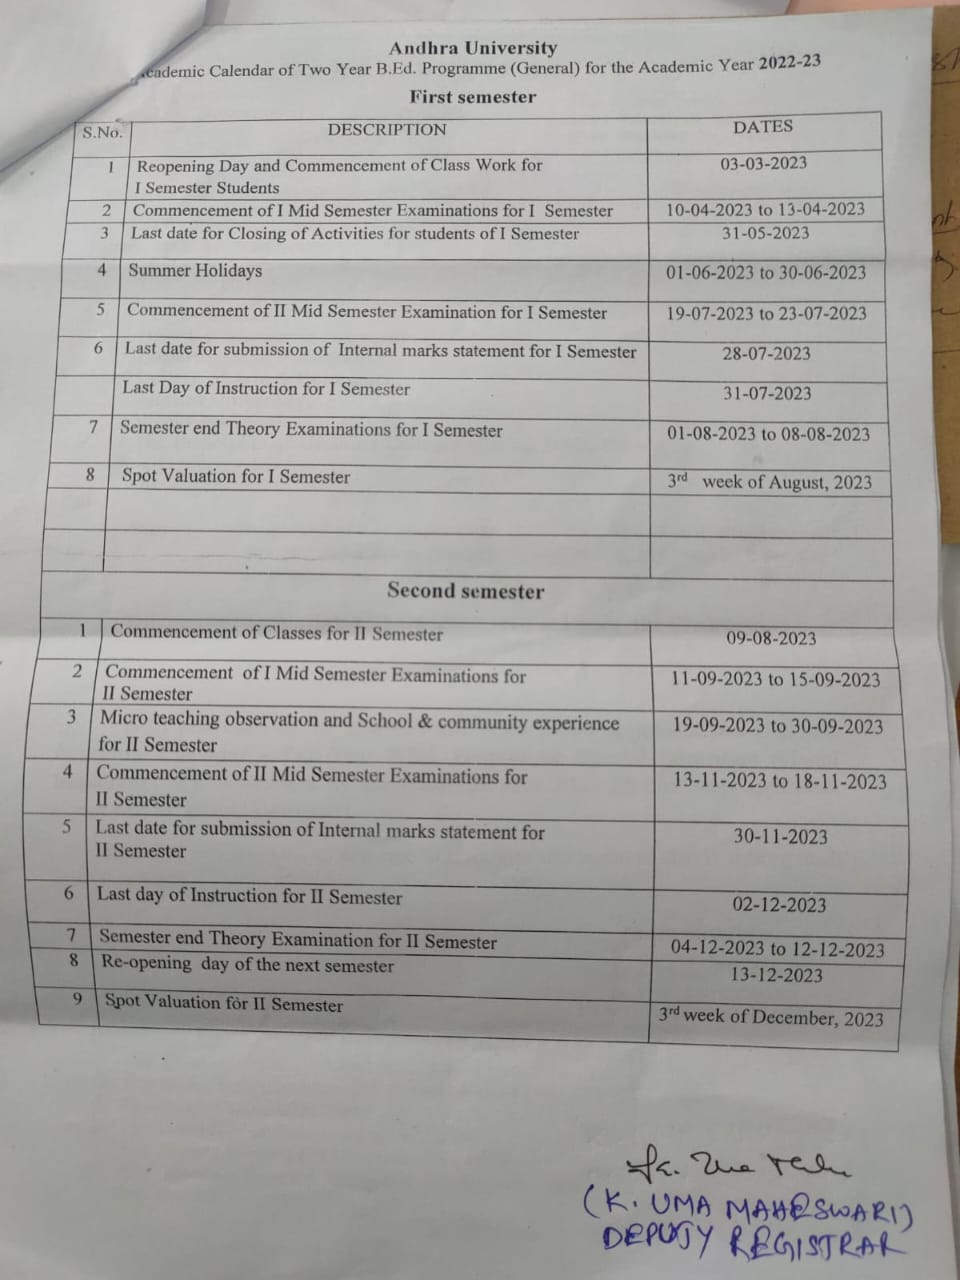 Andhra University
cademic Calendar of Two Year B.Ed. Programme (General) for the Academic Year 2022-23
First semester
S.No. DESCRIPTION DATES
1 Reopening Day and Commencement of Class Work for 03-03-2023
I Semester Students
2 Commencement of I Mid Semester Examinations for I Semester 10-04-2023 to 13-04-2023
3 Last date for Closing of Activities for students of I Semester 31-05-2023
4 Summer Holidays 01-06-2023 to 30-06-2023
5 Commencement of II Mid Semester Examination for I Semester 19-07-2023 to 23-07-2023
6 Last date for submission of Internal marks statement for I Semester 28-07-2023
Last Day of Instruction for I Semester 31-07-2023
7 Semester end Theory Examinations for I Semester 01-08-2023 to 08-08-2023
8 Spot Valuation for I Semester 3rd week of August, 2023
Second semester
1 Commencement of Classes for II Semester 09-08-2023
2 Commencement of I Mid Semester Examinations for 11-09-2023 to 15-09-2023
II Semester
3 Micro teaching observation and School & community experience 19-09-2023 to 30-09-2023
for II Semester
4 Commencement of II Mid Semester Examinations for 13-11-2023 to 18-11-2023
II Semester
5 Last date for submission of Internal marks statement for 30-11-2023
II Semester
6 Last day of Instruction for II Semester 02-12-2023
7 Semester end Theory Examination for II Semester 04-12-2023 to 12-12-2023
8 Re-opening day of the next semester 13-12-2023
9 Spot Valuation for II Semester 3rd week of December, 2023
(K. UMA MAHESWARI)
DEPUTY REGISTRAR